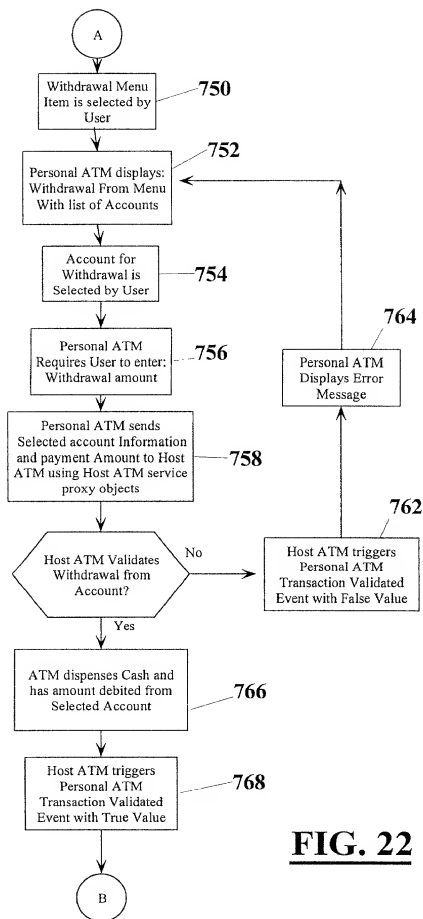 A
Withdrawal Menu
Item is selected by
User
750
Personal ATM displays:
Withdrawal From Menu
With list of Accounts
752
Account for
Withdrawal is
Selected by User
754
Personal ATM
Requires User to enter:
Withdrawal amount
756
Personal ATM sends
Selected account Information
and payment Amount to Host
ATM using Host ATM service
proxy objects
758
Host ATM Validates
Withdrawal from
Account?
No
Yes
Host ATM triggers
Personal ATM
Transaction Validated
Event with False Value
762
Personal ATM
Displays Error
Message
764
ATM dispenses Cash and
has amount debited from
Selected Account
766
Host ATM triggers
Personal ATM
Transaction Validated
Event with True Value
768
B
FIG. 22